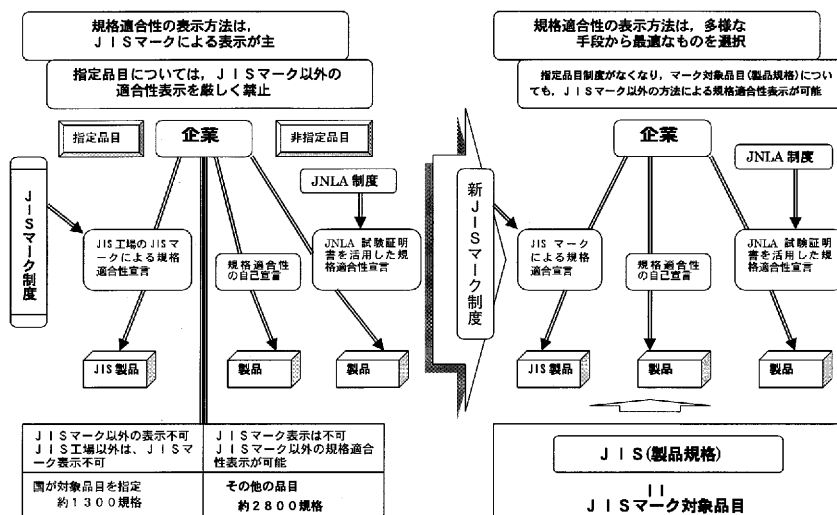 規格適合性の表示方法は，
ＪＩＳマークによる表示が主
指定品目については，ＪＩＳマーク以外の
適合性表示を厳しく禁止
指定品目
企業
非指定品目
ＪＩＳマーク制度
JNLA 制度
JIS工場のJISマ
ークによる規格
適合性宣言
規格適合性
の自己宣言
JNLA 試験証明
書を活用した規
格適合性宣言
JIS 製品
製品
製品
ＪＩＳマーク以外の表示不可
ＪＩＳ工場以外は、ＪＩＳマ
ーク表示不可
ＪＩＳマーク表示は不可
ＪＩＳマーク以外の規格適合
性表示が可能
国が対象品目を指定
約１３００規格
その他の品目
約２８００規格
規格適合性の表示方法は，多様な
手段から最適なものを選択
指定品目制度がなくなり，マーク対象品目(製品規格)につい
ても，ＪＩＳマーク以外の方法による規格適合性表示が可能
企業
JNLA 制度
新ＪＩＳマーク制度
JIS マーク
による規格
適合宣言
規格適合性
の自己宣言
JNLA 試験証明
書を活用した規
格適合性宣言
JIS 製品
製品
製品
ＪＩＳ(製品規格)
||
ＪＩＳマーク対象品目